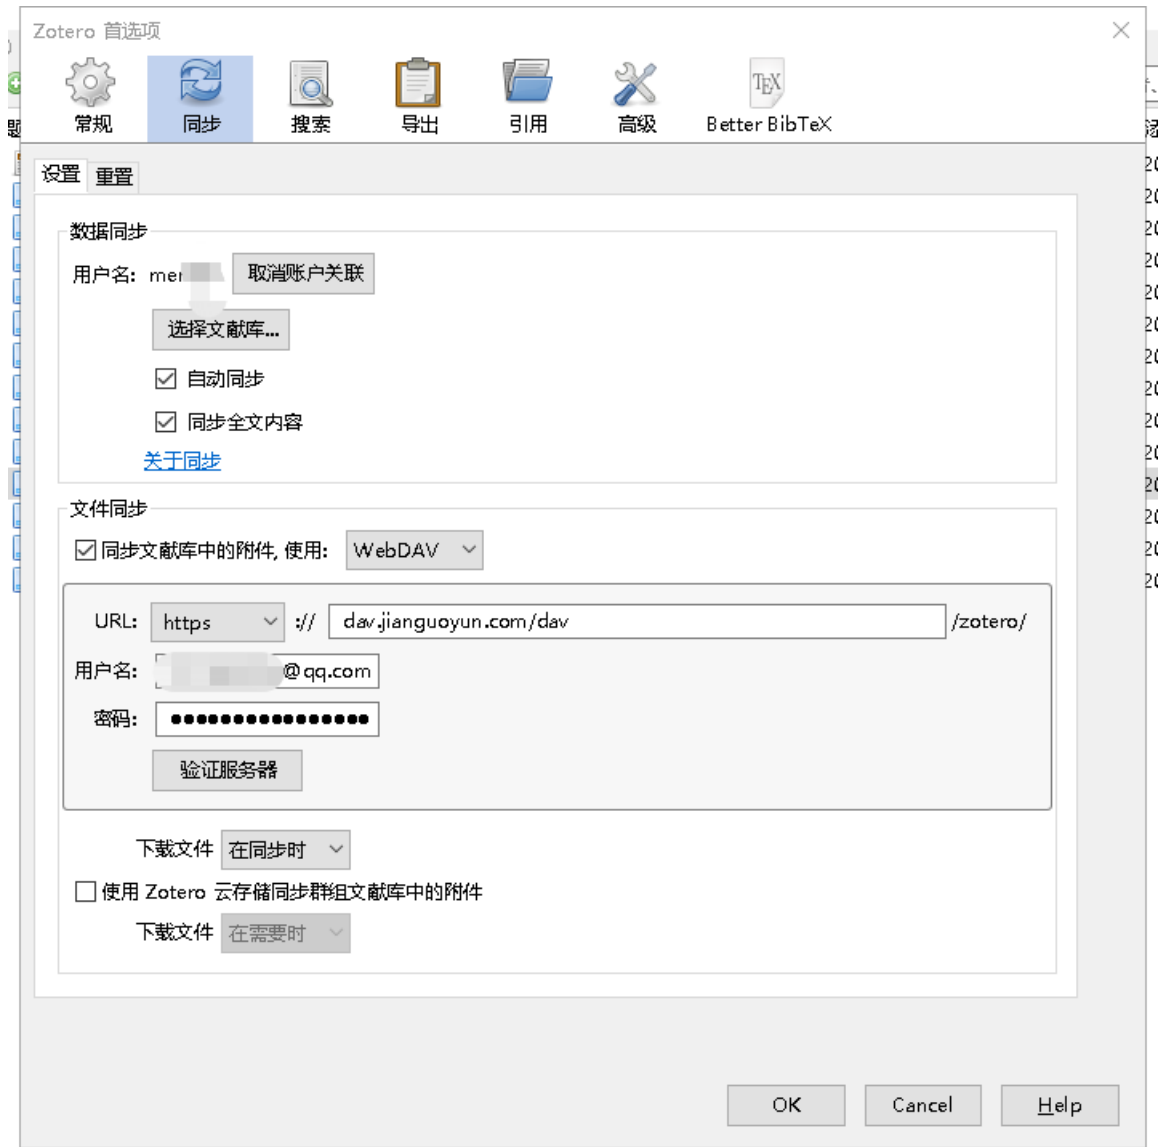 Zotero 首选项
常规 同步 搜索 导出 引用 高级 Better BibTeX
设置 重置
数据同步
用户名: mer 取消账户关联
选择文献库...
自动同步
同步全文内容
关于同步
文件同步
同步文献库中的附件, 使用: WebDAV
URL: https :// dav.jianguoyun.com/dav /zotero/
用户名: @qq.com
密码: ●●●●●●●●●●●●●●●●
验证服务器
下载文件 在同步时
使用 Zotero 云存储同步群组文献库中的附件
下载文件 在需要时
OK Cancel Help